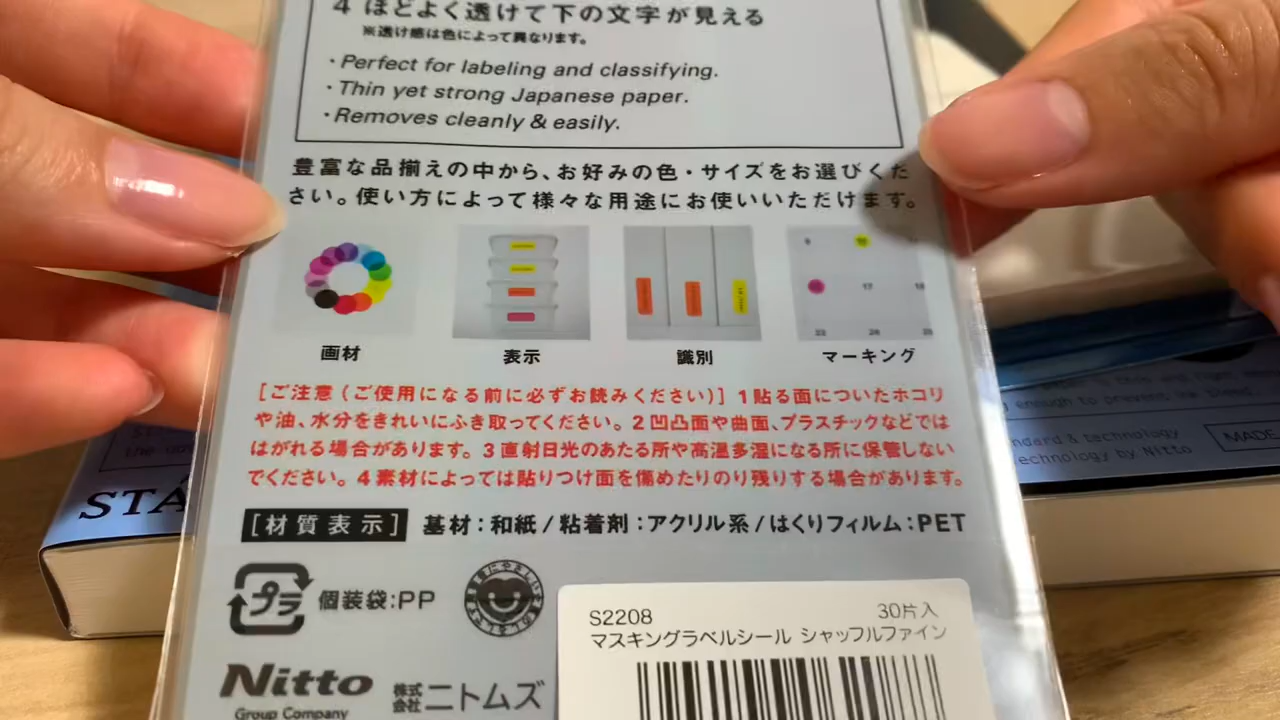 4 ほどよく透けて下の文字が見える
※透け感は色によって異なります。
・Perfect for labeling and classifying.
・Thin yet strong Japanese paper.
・Removes cleanly & easily.
豊富な品揃えの中から、お好みの色・サイズをお選びくだ
さい。使い方によって様々な用途にお使いいただけます。
画材
表示
識別
マーキング
[ご注意(ご使用になる前に必ずお読みください)] 1 貼る面についたホコリ
や油、水分をきれいにふき取ってください。2 凹凸面や曲面、プラスチックなどでは
はがれる場合があります。3 直射日光のあたる所や高温多湿になる所に保管しない
でください。4 素材によっては貼りつけ面を傷めたりのり残りする場合があります。
[材質表示] 基材:和紙/粘着剤:アクリル系/はくりフィルム:PET
プラ 個装袋:PP
Nitto
Group Company
株式会社 ニトムズ
S2208 30片入
マスキングラベルシール シャッフルファイン
enough to prevent ink bleed
ndard & technology
echnology by Nitto
MADE
STÁ